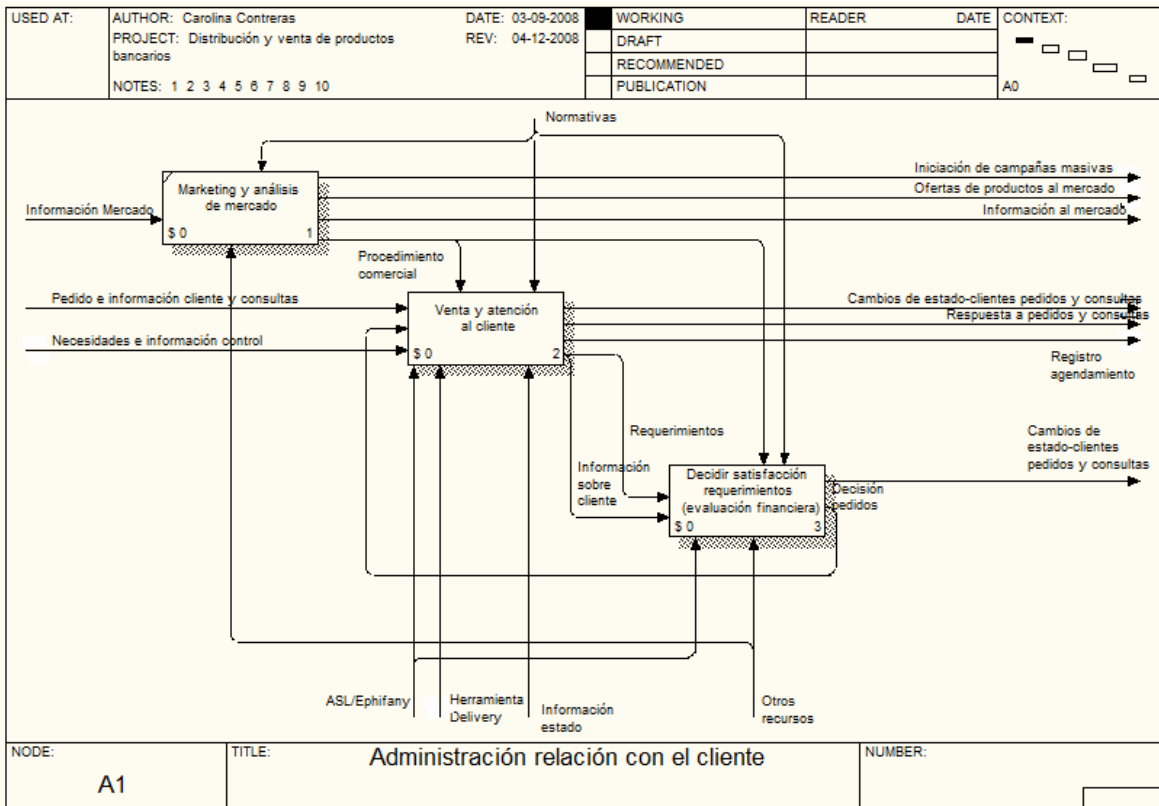 USED AT:
AUTHOR: Carolina Contreras
DATE: 03-09-2008
PROJECT: Distribución y venta de productos
bancarios
REV: 04-12-2008
NOTES: 1 2 3 4 5 6 7 8 9 10
WORKING
DRAFT
RECOMMENDED
PUBLICATION
READER
DATE
CONTEXT:
A0
Normativas
Marketing y análisis
de mercado
$ 0
1
Información Mercado
Iniciación de campañas masivas
Ofertas de productos al mercado
Información al mercado
Procedimiento
comercial
Pedido e información cliente y consultas
Necesidades e información control
Venta y atención
al cliente
$ 0
2
Cambios de estado-clientes pedidos y consultas
Respuesta a pedidos y consultas
Registro
agendamiento
Requerimientos
Información
sobre
cliente
Decidir satisfacción
requerimientos
(evaluación financiera)
$ 0
3
Decisión
pedidos
Cambios de
estado-clientes
pedidos y consultas
ASL/Ephifany
Herramienta
Delivery
Información
estado
Otros
recursos
NODE:
A1
TITLE:
Administración relación con el cliente
NUMBER: